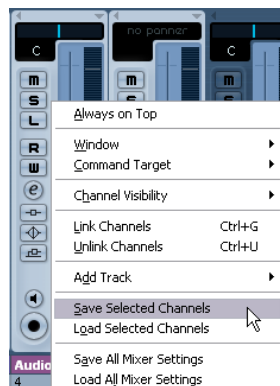 no panner
C
C
m
m
m
S
S
S
L
R
W
e
Always on Top
Window
Command Target
Channel Visibility
Link Channels Ctrl+G
Unlink Channels Ctrl+U
Add Track
Save Selected Channels
Load Selected Channels
Save All Mixer Settings
Load All Mixer Settings
Audio
4